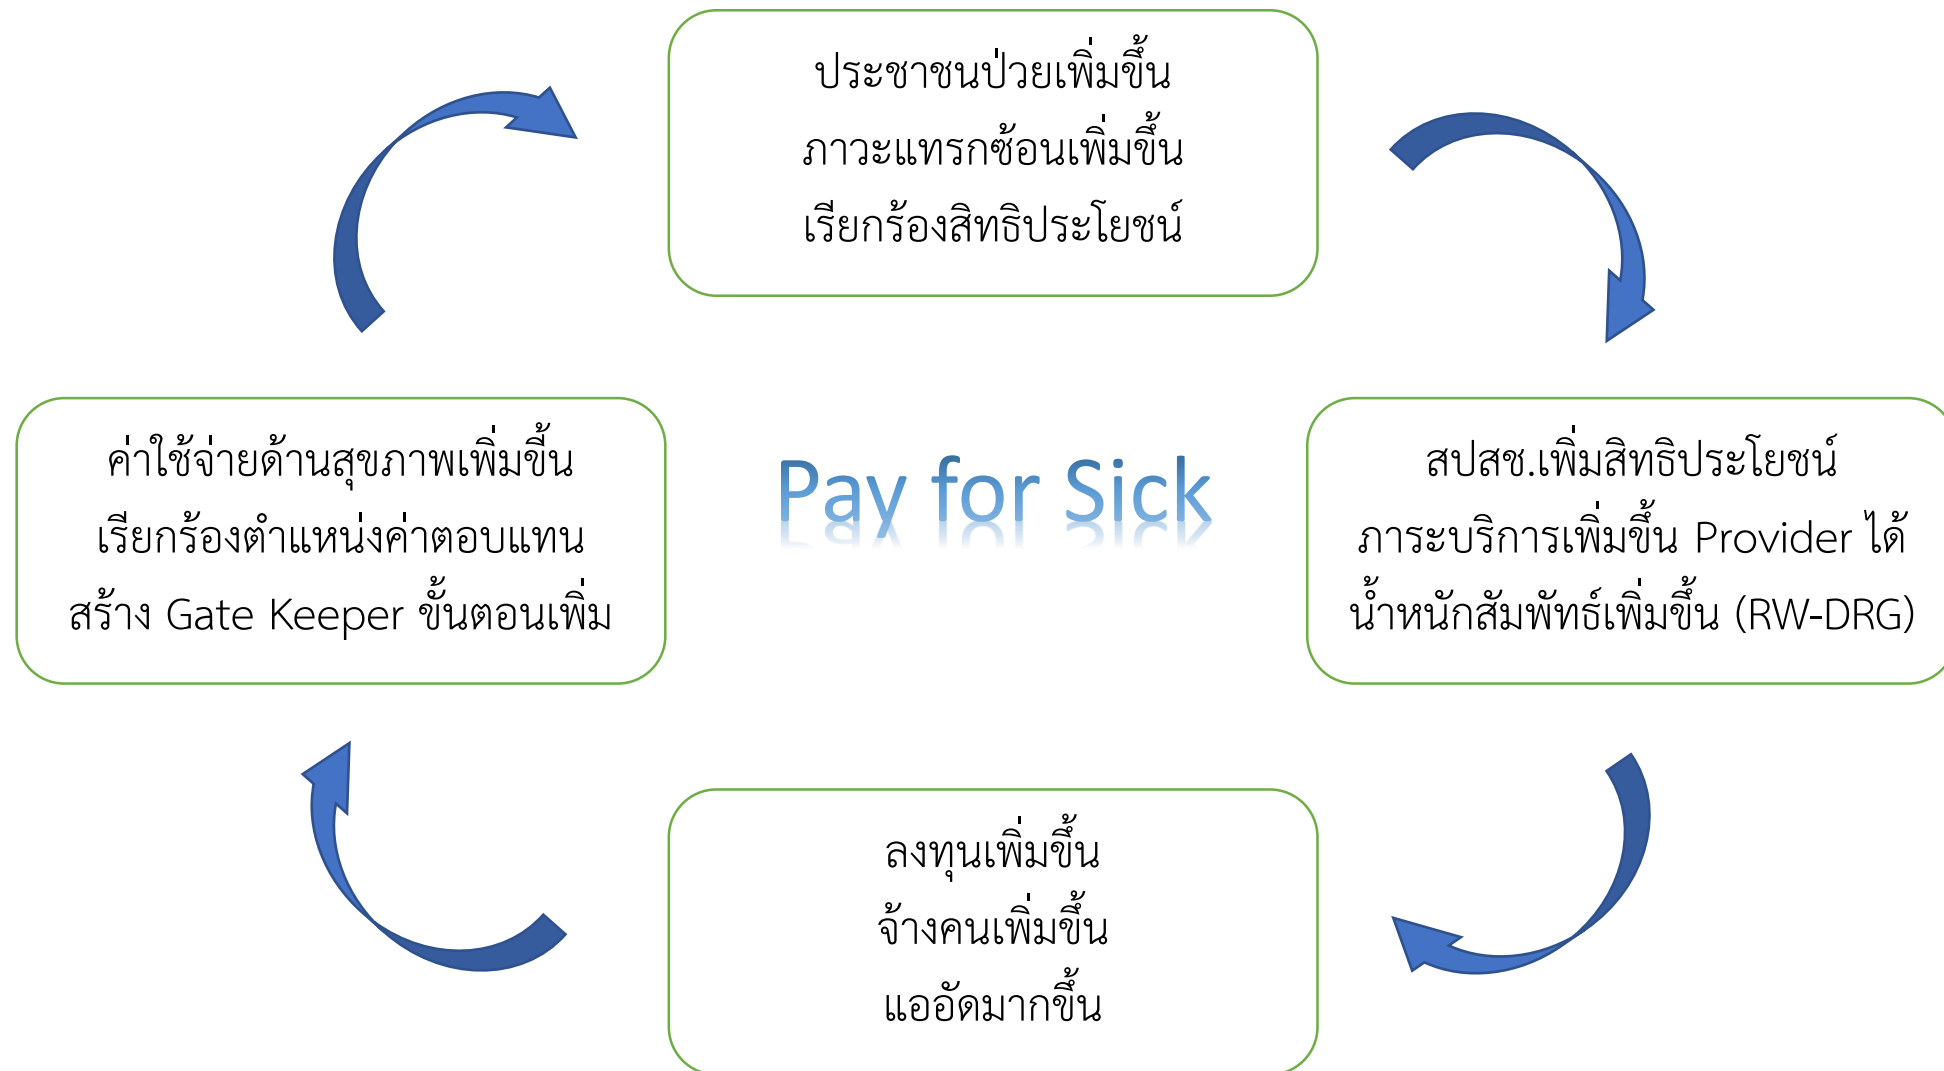 ประชาชนป่วยเพิ่มขึ้น
ภาวะแทรกซ้อนเพิ่มขึ้น
เรียกร้องสิทธิประโยชน์
ค่าใช้จ่ายด้านสุขภาพเพิ่มขี้น
เรียกร้องตำแหน่งค่าตอบแทน
สร้าง Gate Keeper ขั้นตอนเพิ่ม
Pay for Sick
สปสช.เพิ่มสิทธิประโยชน์
ภาระบริการเพิ่มขึ้น Provider ได้
น้ำหนักสัมพัทธ์เพิ่มขึ้น (RW-DRG)
ลงทุนเพิ่มขึ้น
จ้างคนเพิ่มขึ้น
แออัดมากขึ้น